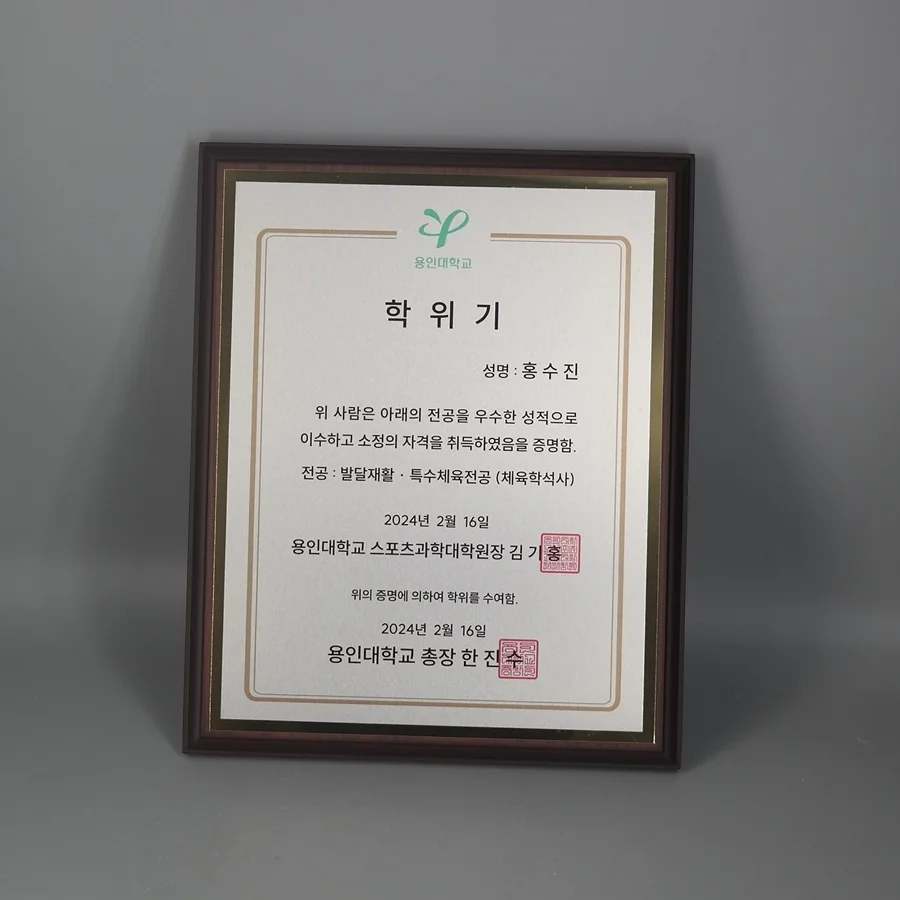 용인대학교
학 위 기
성명 : 홍 수 진
위 사람은 아래의 전공을 우수한 성적으로
이수하고 소정의 자격을 취득하였음을 증명함.
전공 : 발달재활 · 특수체육전공 (체육학석사)
2024년 2월 16일
용인대학교 스포츠과학대학원장 김 기 홍
위의 증명에 의하여 학위를 수여함.
2024년 2월 16일
용인대학교 총장 한 진 수